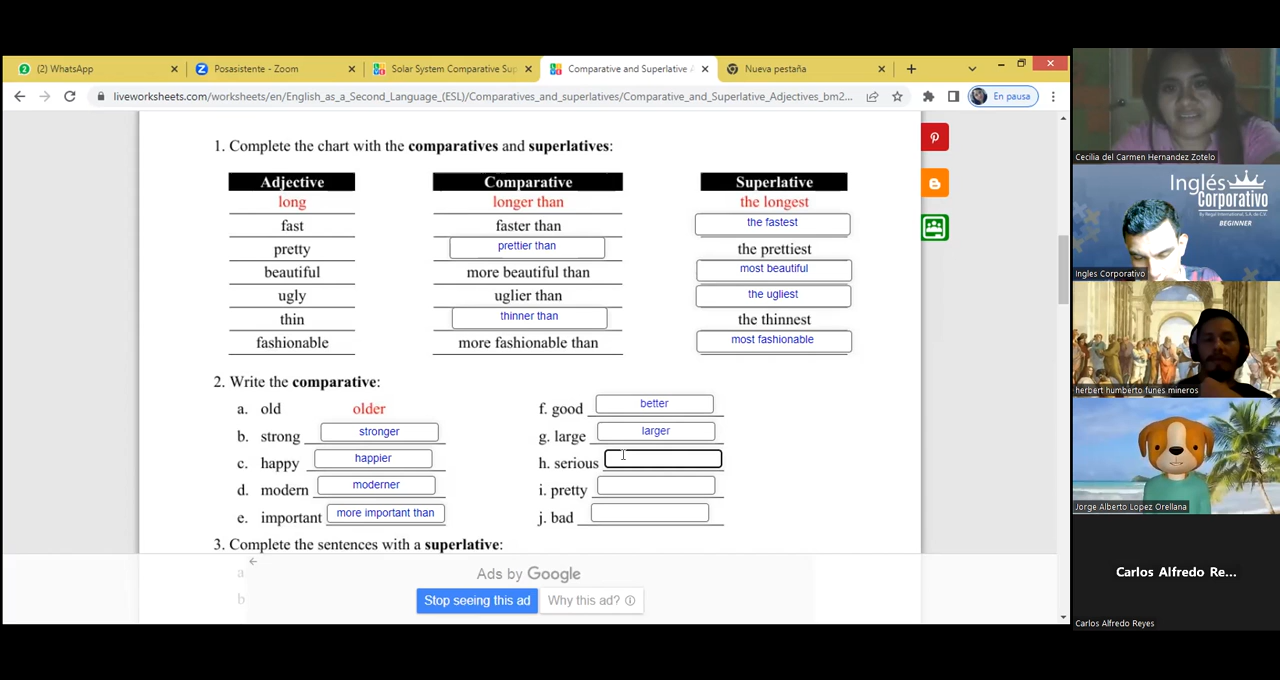 (2) WhatsApp
Posasistente - Zoom
Solar System Comparative Sup
Comparative and Superlative A
Nueva pestaña
liveworksheets.com/worksheets/en/English_as_a_Second_Language_(ESL)/Comparatives_and_superlatives/Comparative_and_Superlative_Adjectives_bm2...
En pausa
1. Complete the chart with the comparatives and superlatives:
Adjective Comparative Superlative
long longer than the longest
fast faster than the fastest
pretty prettier than the prettiest
beautiful more beautiful than most beautiful
ugly uglier than the ugliest
thin thinner than the thinnest
fashionable more fashionable than most fashionable
2. Write the comparative:
a. old older f. good better
b. strong stronger g. large larger
c. happy happier h. serious
d. modern moderner i. pretty
e. important more important than j. bad
3. Complete the sentences with a superlative:
a
b
Ads by Google
Stop seeing this ad Why this ad?
Cecilia del Carmen Hernandez Zotelo
Inglés
Corporativo
By Regal International, S.A. de C.V.
BEGINNER
Ingles Corporativo
herbert humberto funes mineros
Jorge Alberto Lopez Orellana
Carlos Alfredo Re...
Carlos Alfredo Reyes